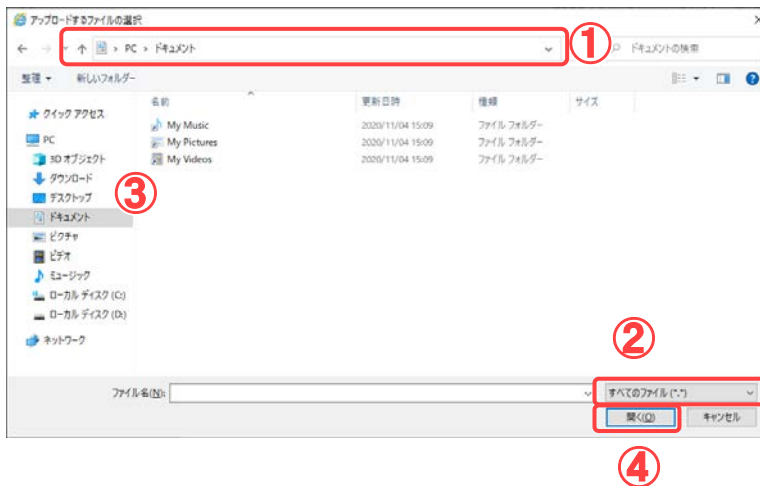 アップロードするファイルの選択
①
PC > ドキュメント
ドキュメントの検索
整理 新しいフォルダー
名前 更新日時 種類 サイズ
クイック アクセス
My Music 2020/11/04 15:09 ファイル フォルダー
PC
My Pictures 2020/11/04 15:09 ファイル フォルダー
3D オブジェクト
My Videos 2020/11/04 15:09 ファイル フォルダー
ダウンロード
③
デスクトップ
ドキュメント
ピクチャ
ビデオ
ミュージック
ローカル ディスク (C:)
ローカル ディスク (D:)
ネットワーク
②
ファイル名(N):
すべてのファイル (*.*)
開く(O) キャンセル
④